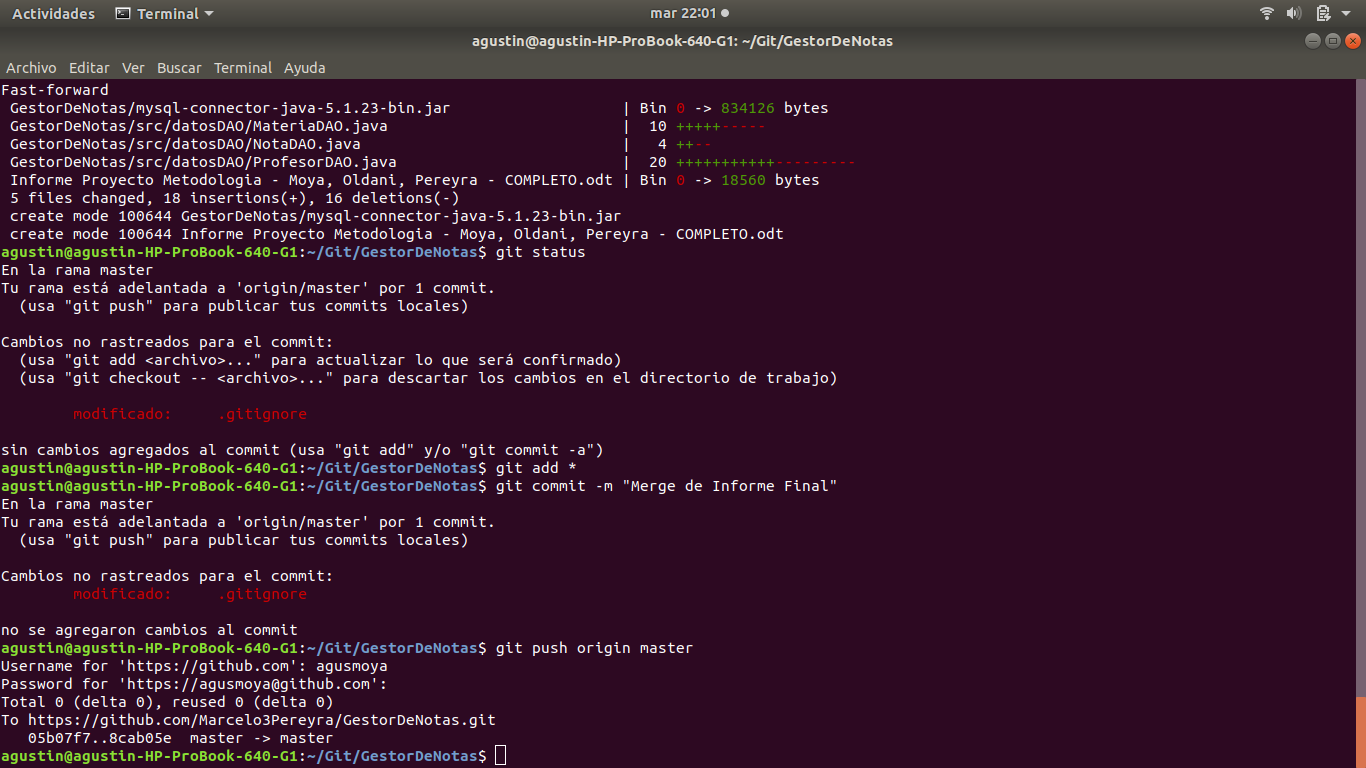 Actividades Terminal mar 22:01
agustin@agustin-HP-ProBook-640-G1: ~/Git/GestorDeNotas
Archivo Editar Ver Buscar Terminal Ayuda
Fast-forward
 GestorDeNotas/mysql-connector-java-5.1.23-bin.jar                   | Bin 0 -> 834126 bytes
 GestorDeNotas/src/datosDAO/MateriaDAO.java                          |  10 +++++-----
 GestorDeNotas/src/datosDAO/NotaDAO.java                             |   4 ++--
 GestorDeNotas/src/datosDAO/ProfesorDAO.java                         |  20 +++++++++++---------
 Informe Proyecto Metodologia - Moya, Oldani, Pereyra - COMPLETO.odt | Bin 0 -> 18560 bytes
 5 files changed, 18 insertions(+), 16 deletions(-)
 create mode 100644 GestorDeNotas/mysql-connector-java-5.1.23-bin.jar
 create mode 100644 Informe Proyecto Metodologia - Moya, Oldani, Pereyra - COMPLETO.odt
agustin@agustin-HP-ProBook-640-G1:~/Git/GestorDeNotas$ git status
En la rama master
Tu rama está adelantada a 'origin/master' por 1 commit.
  (usa "git push" para publicar tus commits locales)

Cambios no rastreados para el commit:
  (usa "git add <archivo>..." para actualizar lo que será confirmado)
  (usa "git checkout -- <archivo>..." para descartar los cambios en el directorio de trabajo)

        modificado:     .gitignore

sin cambios agregados al commit (usa "git add" y/o "git commit -a")
agustin@agustin-HP-ProBook-640-G1:~/Git/GestorDeNotas$ git add *
agustin@agustin-HP-ProBook-640-G1:~/Git/GestorDeNotas$ git commit -m "Merge de Informe Final"
En la rama master
Tu rama está adelantada a 'origin/master' por 1 commit.
  (usa "git push" para publicar tus commits locales)

Cambios no rastreados para el commit:
        modificado:     .gitignore

no se agregaron cambios al commit
agustin@agustin-HP-ProBook-640-G1:~/Git/GestorDeNotas$ git push origin master
Username for 'https://github.com': agusmoya
Password for 'https://agusmoya@github.com':
Total 0 (delta 0), reused 0 (delta 0)
To https://github.com/Marcelo3Pereyra/GestorDeNotas.git
   05b07f7..8cab05e  master -> master
agustin@agustin-HP-ProBook-640-G1:~/Git/GestorDeNotas$